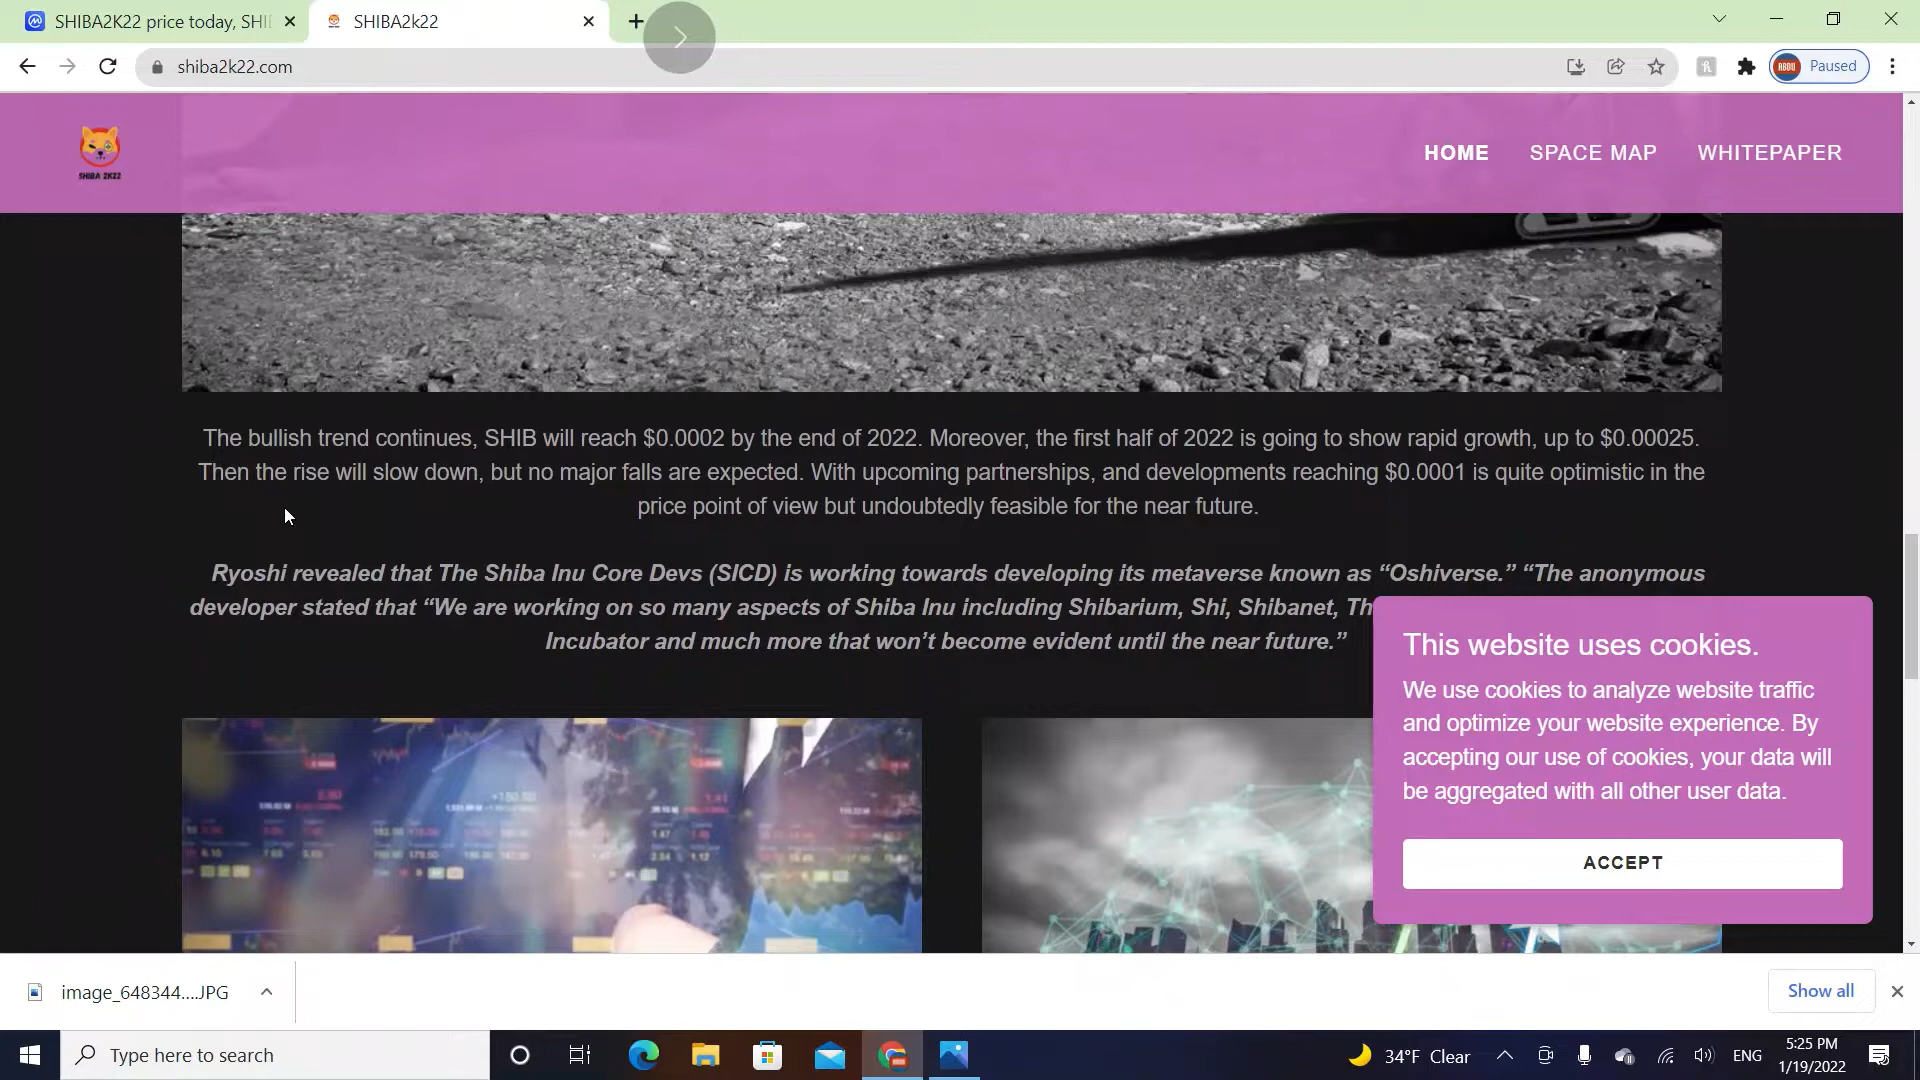 SHIBA2K22 price today, SHI
SHIBA2K22
shiba2k22.com
ABDU
Paused
SHIBA 2K22
HOME
SPACE MAP
WHITEPAPER
The bullish trend continues, SHIB will reach $0.0002 by the end of 2022. Moreover, the first half of 2022 is going to show rapid growth, up to $0.00025.
Then the rise will slow down, but no major falls are expected. With upcoming partnerships, and developments reaching $0.0001 is quite optimistic in the
price point of view but undoubtedly feasible for the near future.
Ryoshi revealed that The Shiba Inu Core Devs (SICD) is working towards developing its metaverse known as “Oshiverse.” “The anonymous
developer stated that “We are working on so many aspects of Shiba Inu including Shibarium, Shi, Shibanet, Th
Incubator and much more that won’t become evident until the near future.”
This website uses cookies.
We use cookies to analyze website traffic
and optimize your website experience. By
accepting our use of cookies, your data will
be aggregated with all other user data.
ACCEPT
image_648344....JPG
Show all
Type here to search
34°F Clear
ENG
5:25 PM
1/19/2022